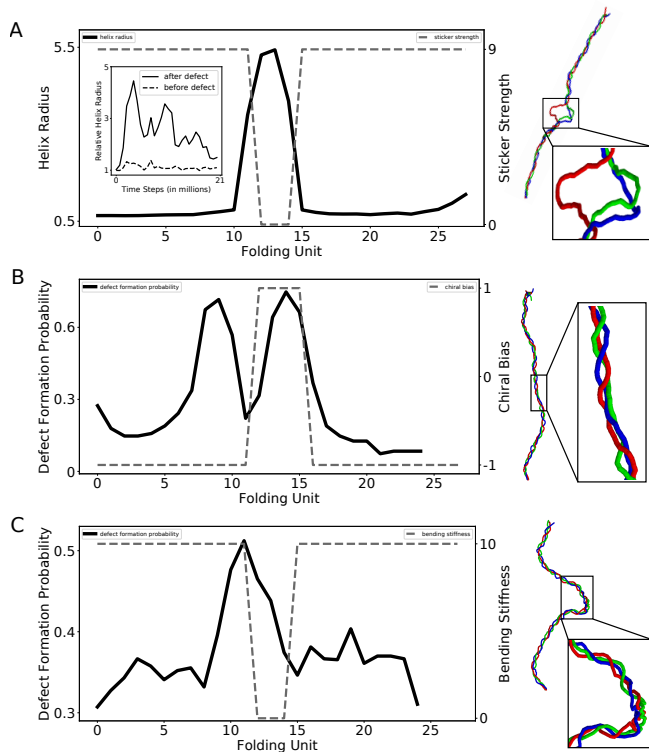 A
5.5
0.5
Helix Radius
helix radius
sticker strength
9
0
Sticker Strength
5
1
Relative Helix Radius
after defect
before defect
0
21
Time Steps (in millions)
0
5
10
15
20
25
Folding Unit
B
0.6
0.3
0
Defect Formation Probability
defect formation probability
chiral bias
1
0
-1
Chiral Bias
0
5
10
15
20
25
Folding Unit
C
0.5
0.4
0.3
Defect Formation Probability
defect formation probability
bending stiffness
10
0
Bending Stiffness
0
5
10
15
20
25
Folding Unit